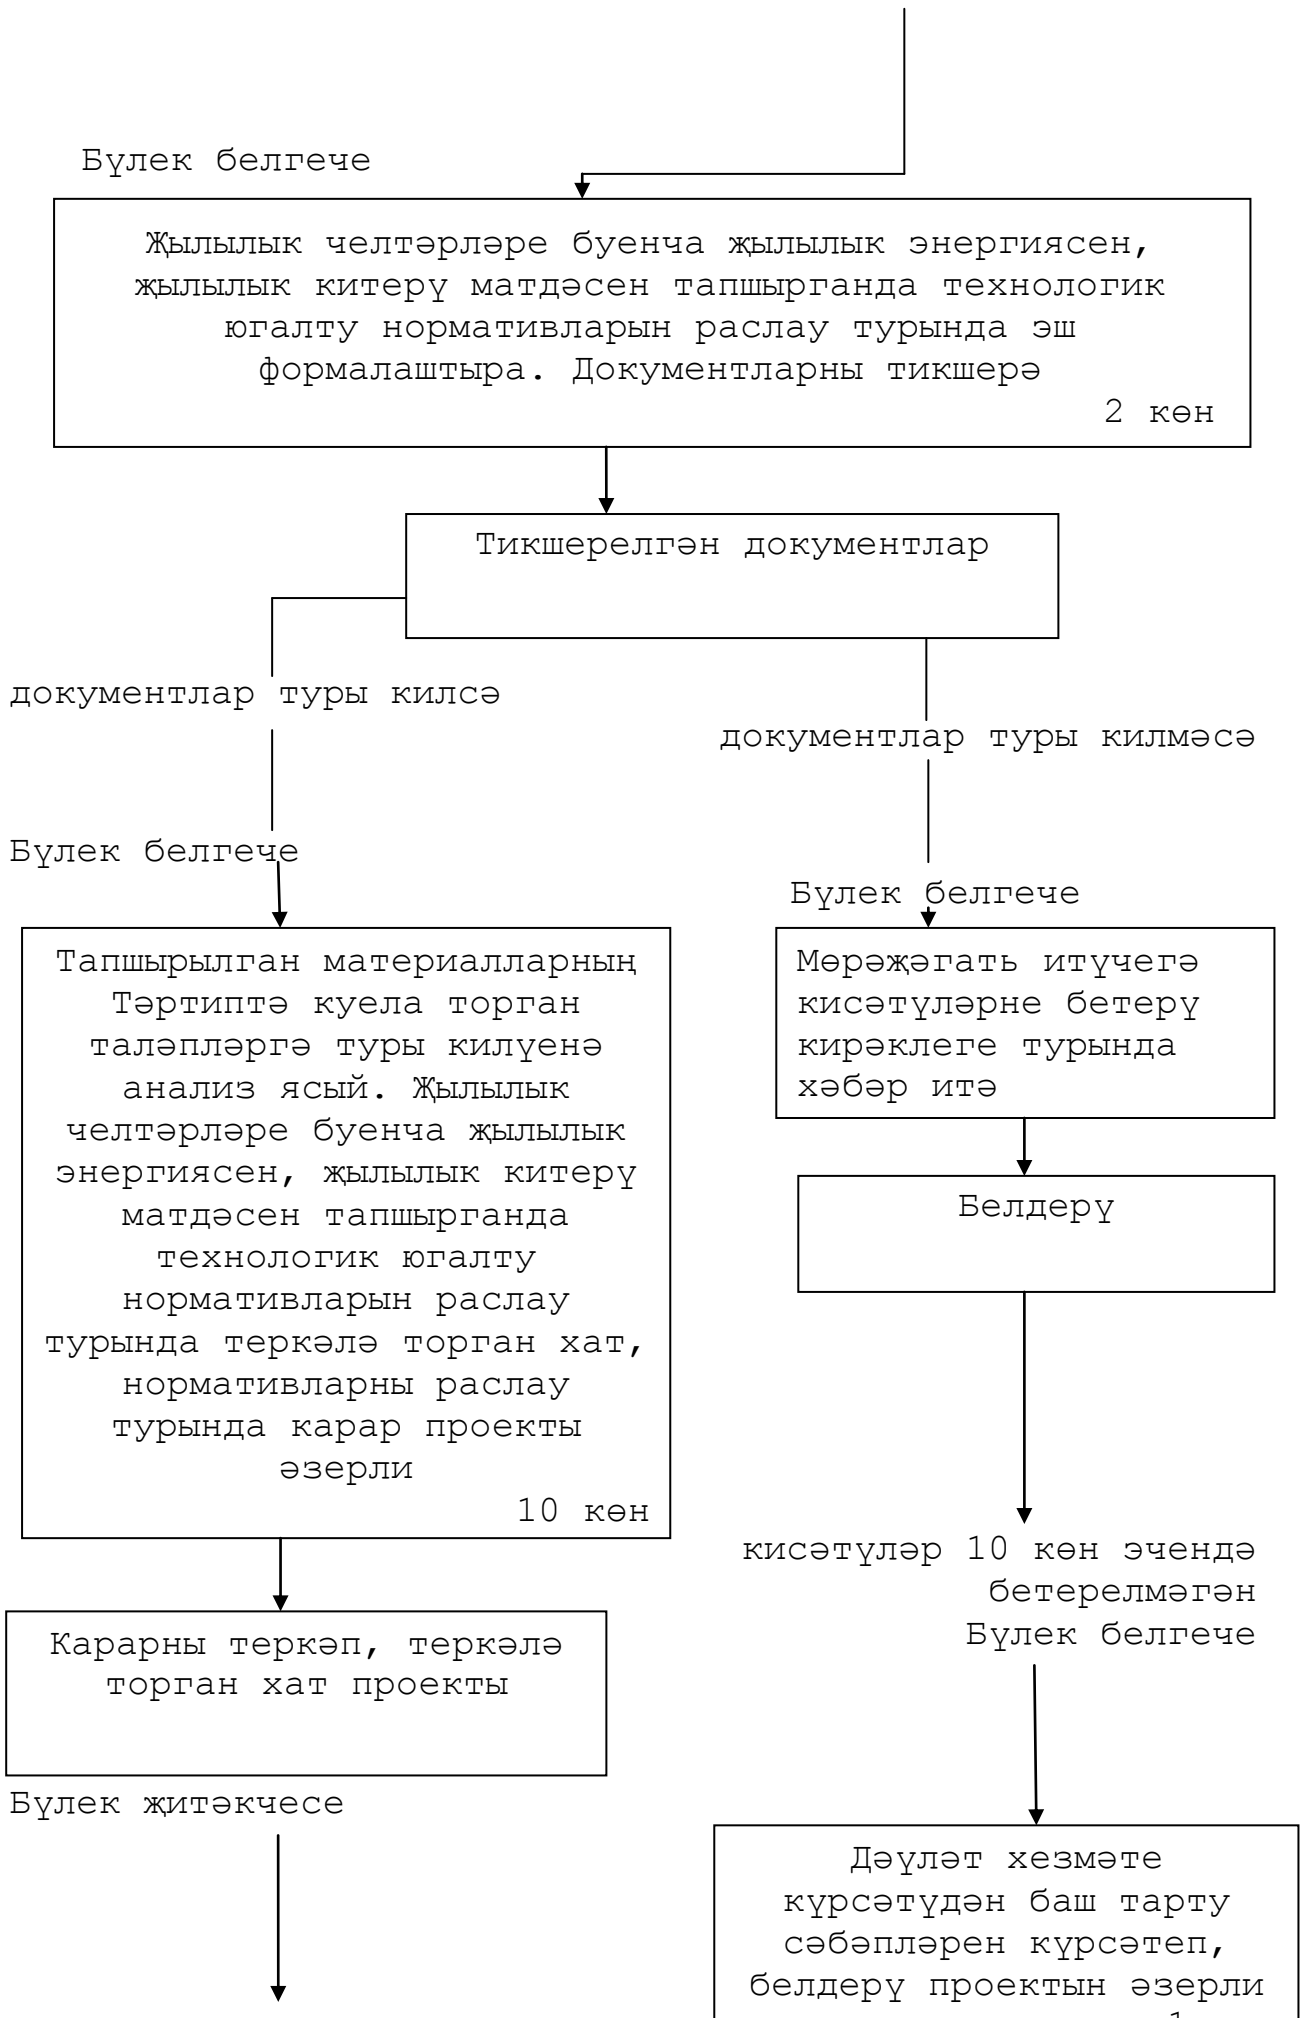 Бүлек белгече
Җылылык челтәрләре буенча җылылык энергиясен,
җылылык китерү матдәсен тапшырганда технологик
югалту нормативларын раслау турында эш
формалаштыра. Документларны тикшерә
2 көн
Тикшерелгән документлар
документлар туры килсә
документлар туры килмәсә
Бүлек белгече
Тапшырылган материалларның
Тәртиптә куела торган
таләпләргә туры килүенә
анализ ясый. Җылылык
челтәрләре буенча җылылык
энергиясен, җылылык китерү
матдәсен тапшырганда
технологик югалту
нормативларын раслау
турында теркәлә торган хат,
нормативларны раслау
турында карар проекты
әзерли
10 көн
Бүлек белгече
Мөрәҗәгать итүчегә
кисәтүләрне бетерү
кирәклеге турында
хәбәр итә
Белдерү
кисәтүләр 10 көн эчендә
бетерелмәгән
Бүлек белгече
Карарны теркәп, теркәлә
торган хат проекты
Бүлек җитәкчесе
Дәүләт хезмәте
күрсәтүдән баш тарту
сәбәпләрен күрсәтеп,
белдерү проектын әзерли